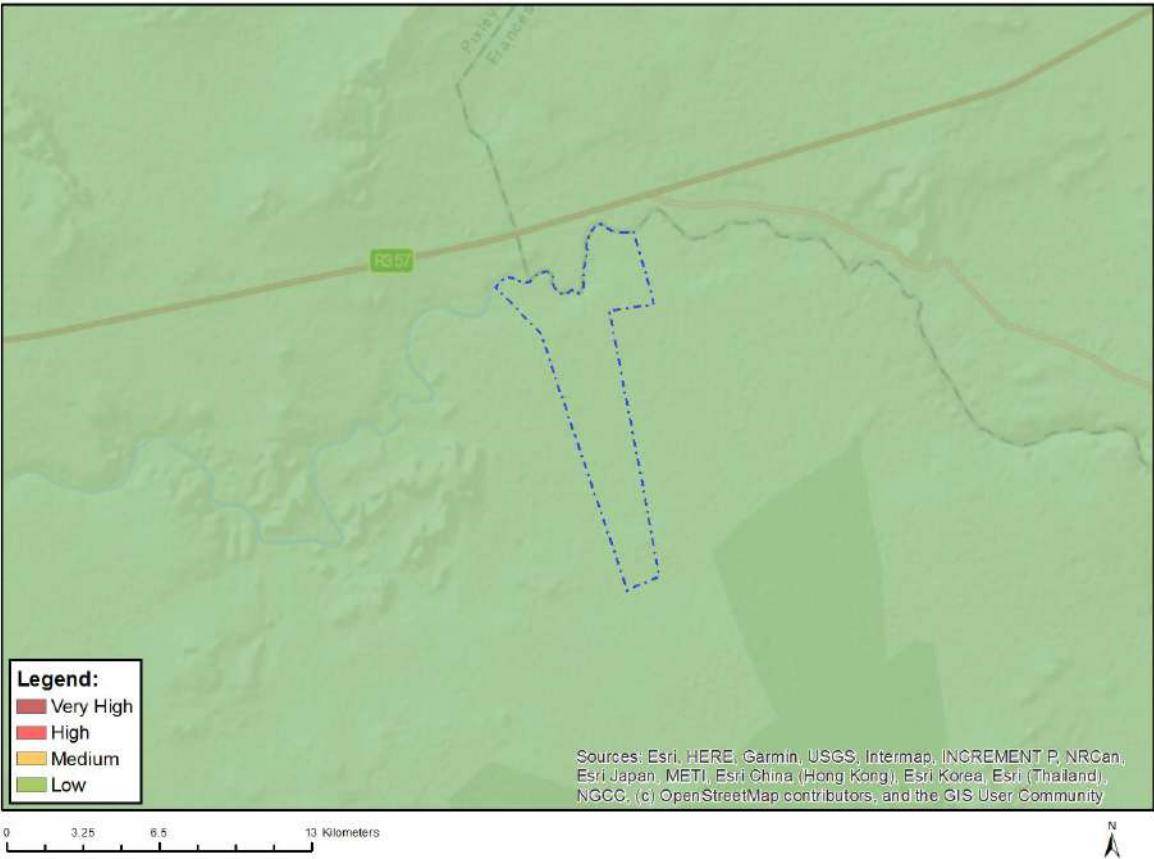 Pixley
Frances
R357
Legend:
Very High
High
Medium
Low
Sources: Esri, HERE, Garmin, USGS, Intermap, INCREMENT P, NRCan,
Esri Japan, METI, Esri China (Hong Kong), Esri Korea, Esri (Thailand),
NGCC, (c) OpenStreetMap contributors, and the GIS User Community
0 3.25 6.5 13 Kilometers
N